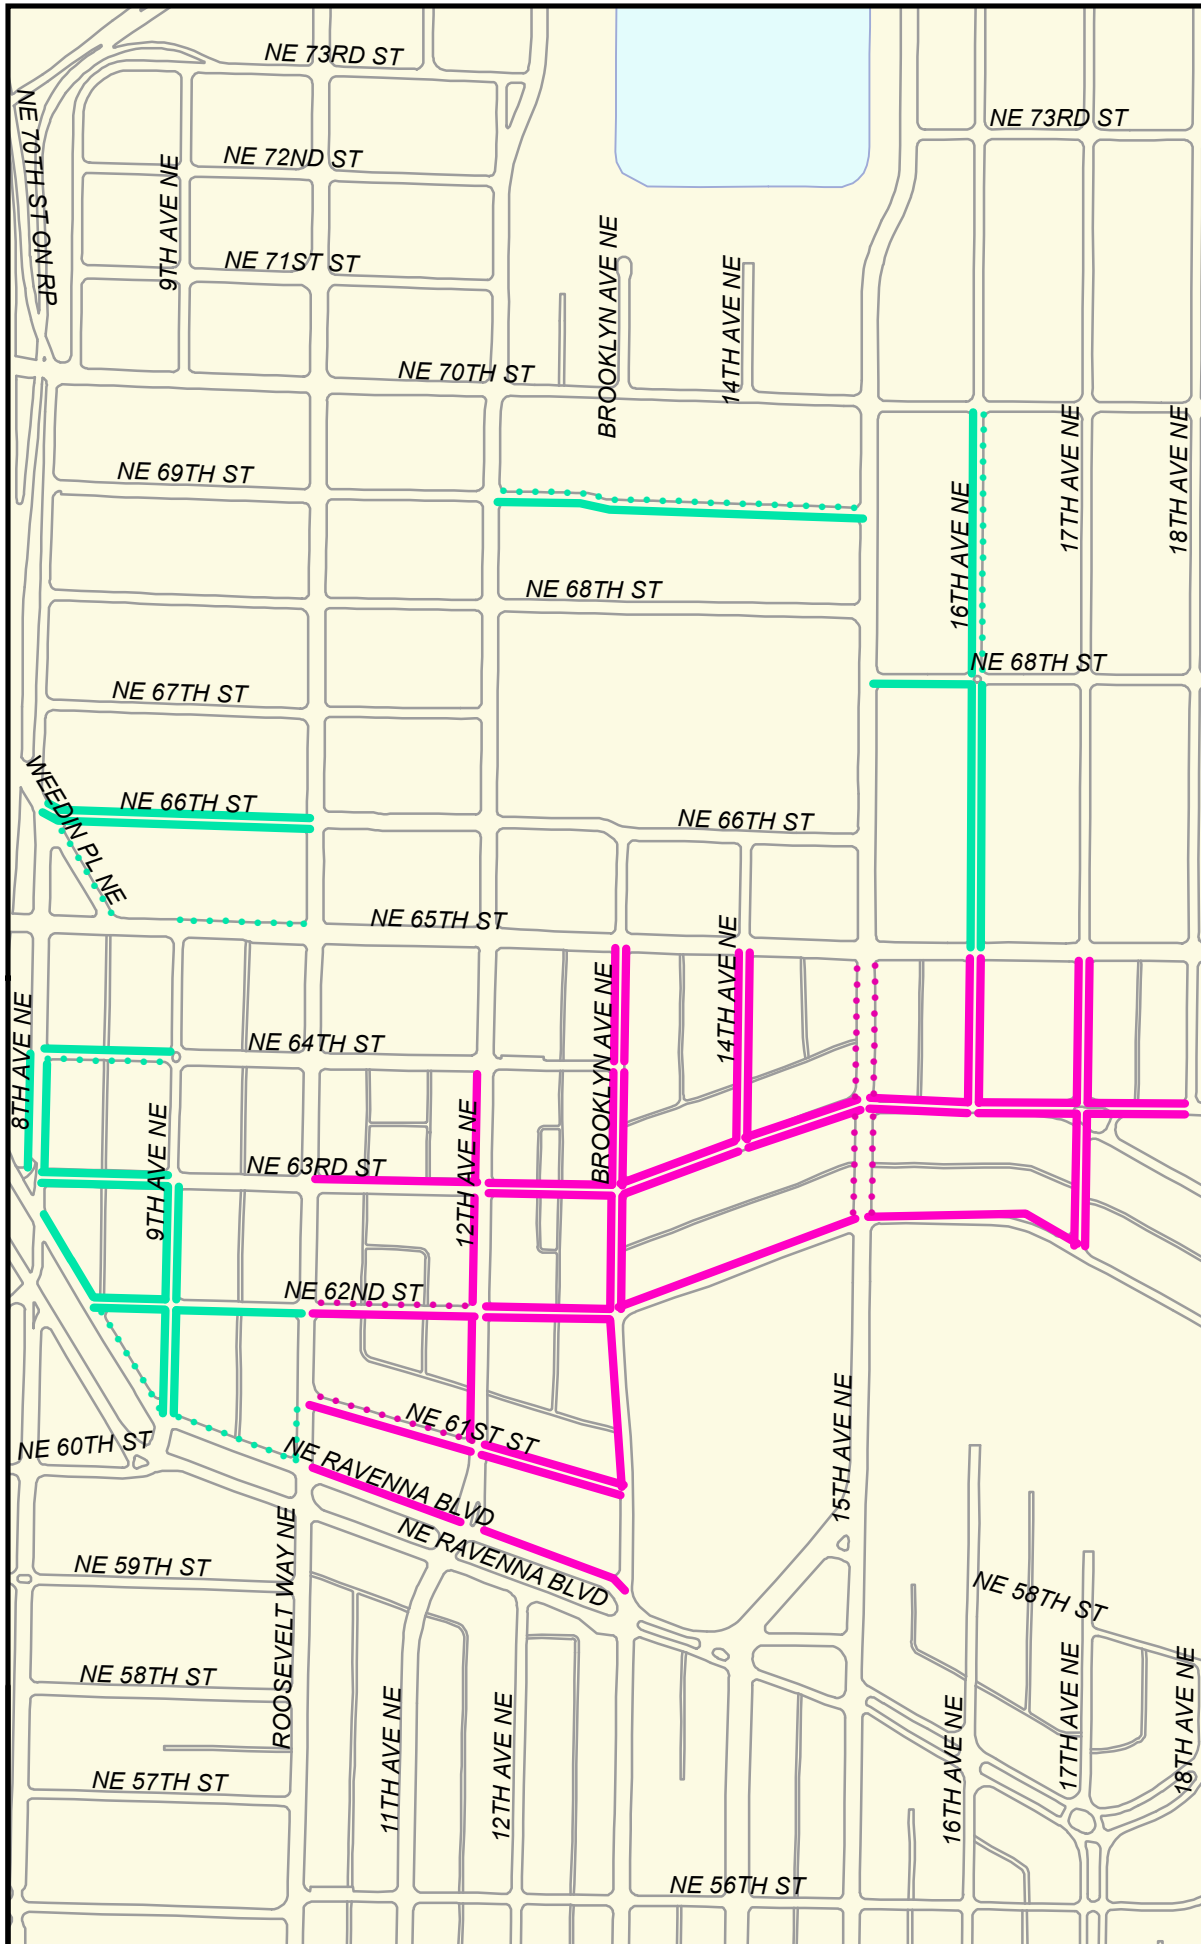 NE 73RD ST
NE 70TH ST ON RP
NE 73RD ST
NE 72ND ST
9TH AVE NE
NE 71ST ST
BROOKLYN AVE NE
14TH AVE NE
NE 70TH ST
17TH AVE NE
18TH AVE NE
NE 69TH ST
16TH AVE NE
NE 68TH ST
NE 68TH ST
NE 67TH ST
WEEDIN PL NE
NE 66TH ST
NE 66TH ST
NE 65TH ST
14TH AVE NE
BROOKLYN AVE NE
8TH AVE NE
NE 64TH ST
9TH AVE NE
12TH AVE NE
NE 63RD ST
NE 62ND ST
15TH AVE NE
NE 61ST ST
NE 60TH ST
NE RAVENNA BLVD
NE RAVENNA BLVD
ROOSEVELT WAY NE
NE 59TH ST
NE 58TH ST
NE 58TH ST
17TH AVE NE
18TH AVE NE
11TH AVE NE
12TH AVE NE
16TH AVE NE
NE 57TH ST
NE 56TH ST